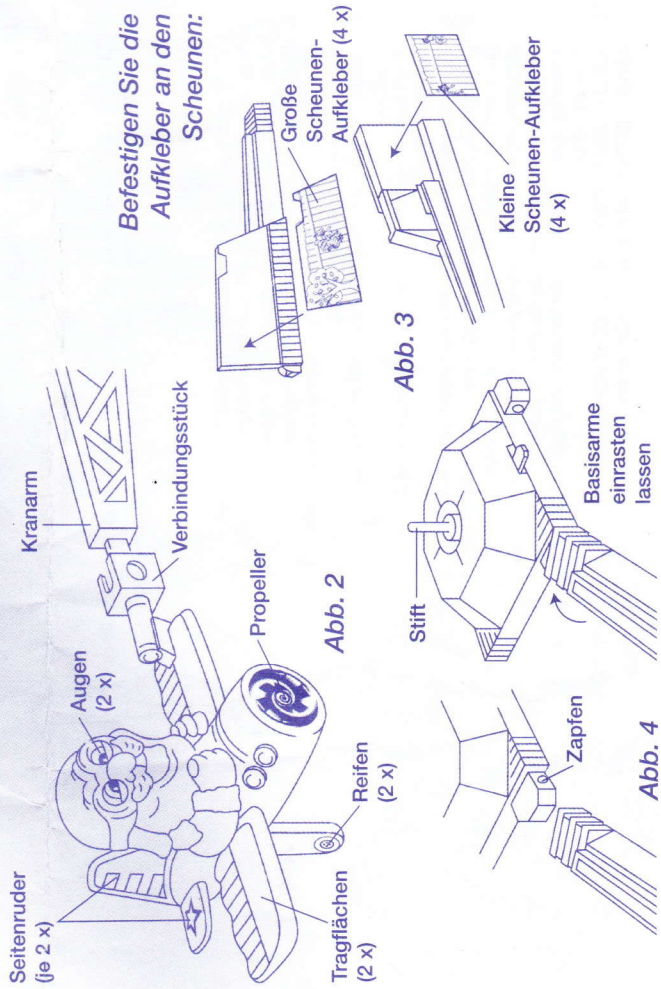 Seitenruder
(je 2 x)
Augen
(2 x)
Kranarm
Verbindungsstück
Propeller
Reifen
(2 x)
Tragflächen
(2 x)
Abb. 2
Befestigen Sie die
Aufkleber an den
Scheunen:
Große
Scheunen-
Aufkleber (4 x)
Kleine
Scheunen-Aufkleber
(4 x)
Abb. 3
Zapfen
Abb. 4
Stift
Basisarme
einrasten
lassen